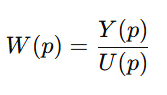 W(p) = Y(p) / U(p)